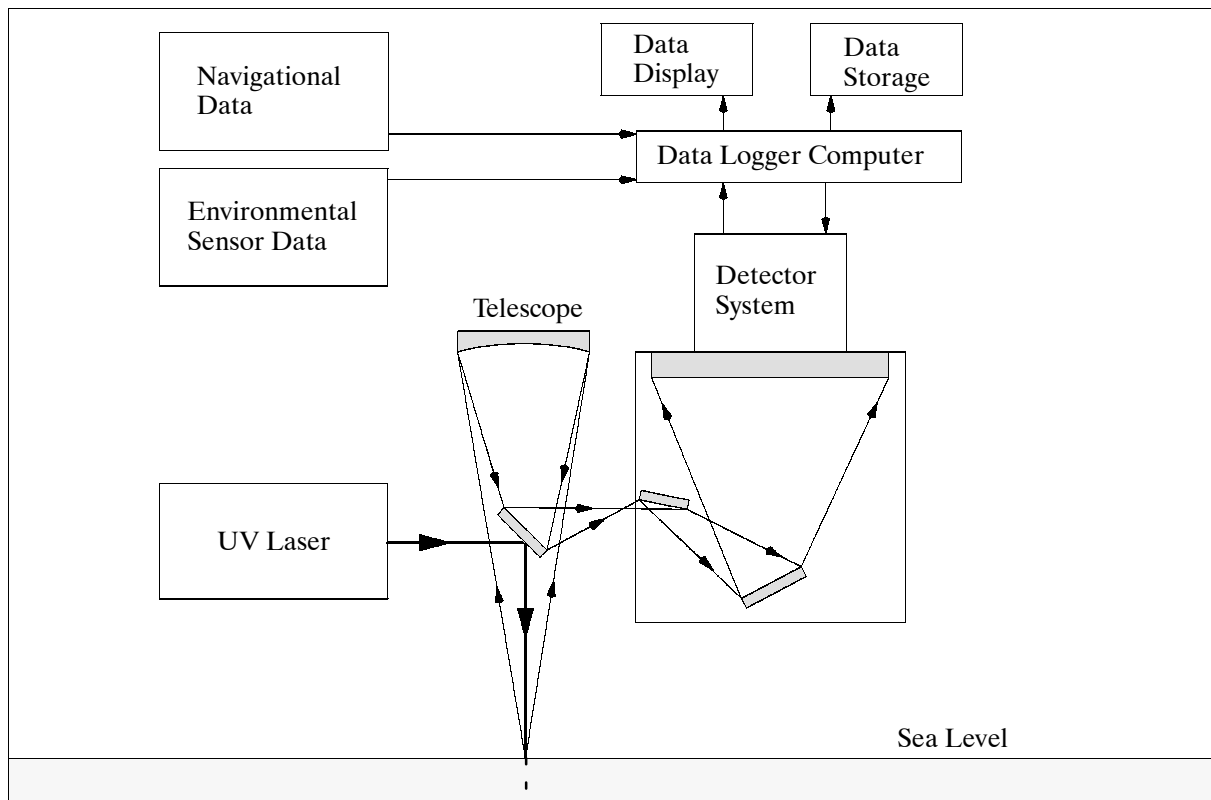 Navigational
Data
Data
Display
Data
Storage
Data Logger Computer
Environmental
Sensor Data
Detector
System
Telescope
UV Laser
Sea Level